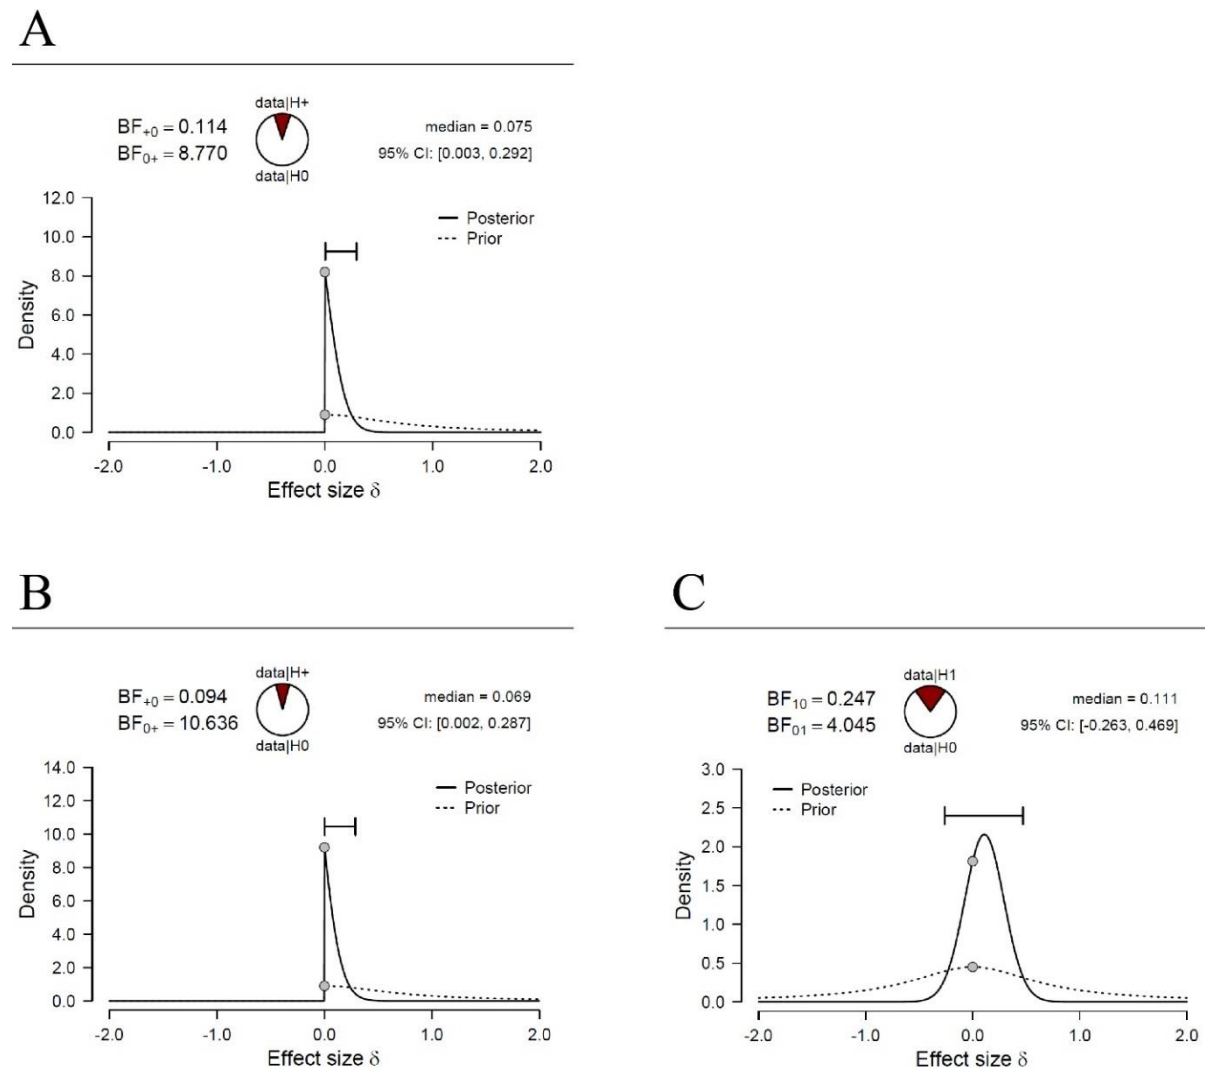 A
data|H+
BF₊₀ = 0.114
BF₀₊ = 8.770
median = 0.075
95% CI: [0.003, 0.292]
data|H0
12.0
10.0
8.0
6.0
4.0
2.0
0.0
Density
Posterior
Prior
-2.0 -1.0 0.0 1.0 2.0
Effect size δ
B
data|H+
BF₊₀ = 0.094
BF₀₊ = 10.636
median = 0.069
95% CI: [0.002, 0.287]
data|H0
14.0
12.0
10.0
8.0
6.0
4.0
2.0
0.0
Density
Posterior
Prior
-2.0 -1.0 0.0 1.0 2.0
Effect size δ
C
data|H1
BF₁₀ = 0.247
BF₀₁ = 4.045
median = 0.111
95% CI: [-0.263, 0.469]
data|H0
3.0
2.5
2.0
1.5
1.0
0.5
0.0
Density
Posterior
Prior
-2.0 -1.0 0.0 1.0 2.0
Effect size δ